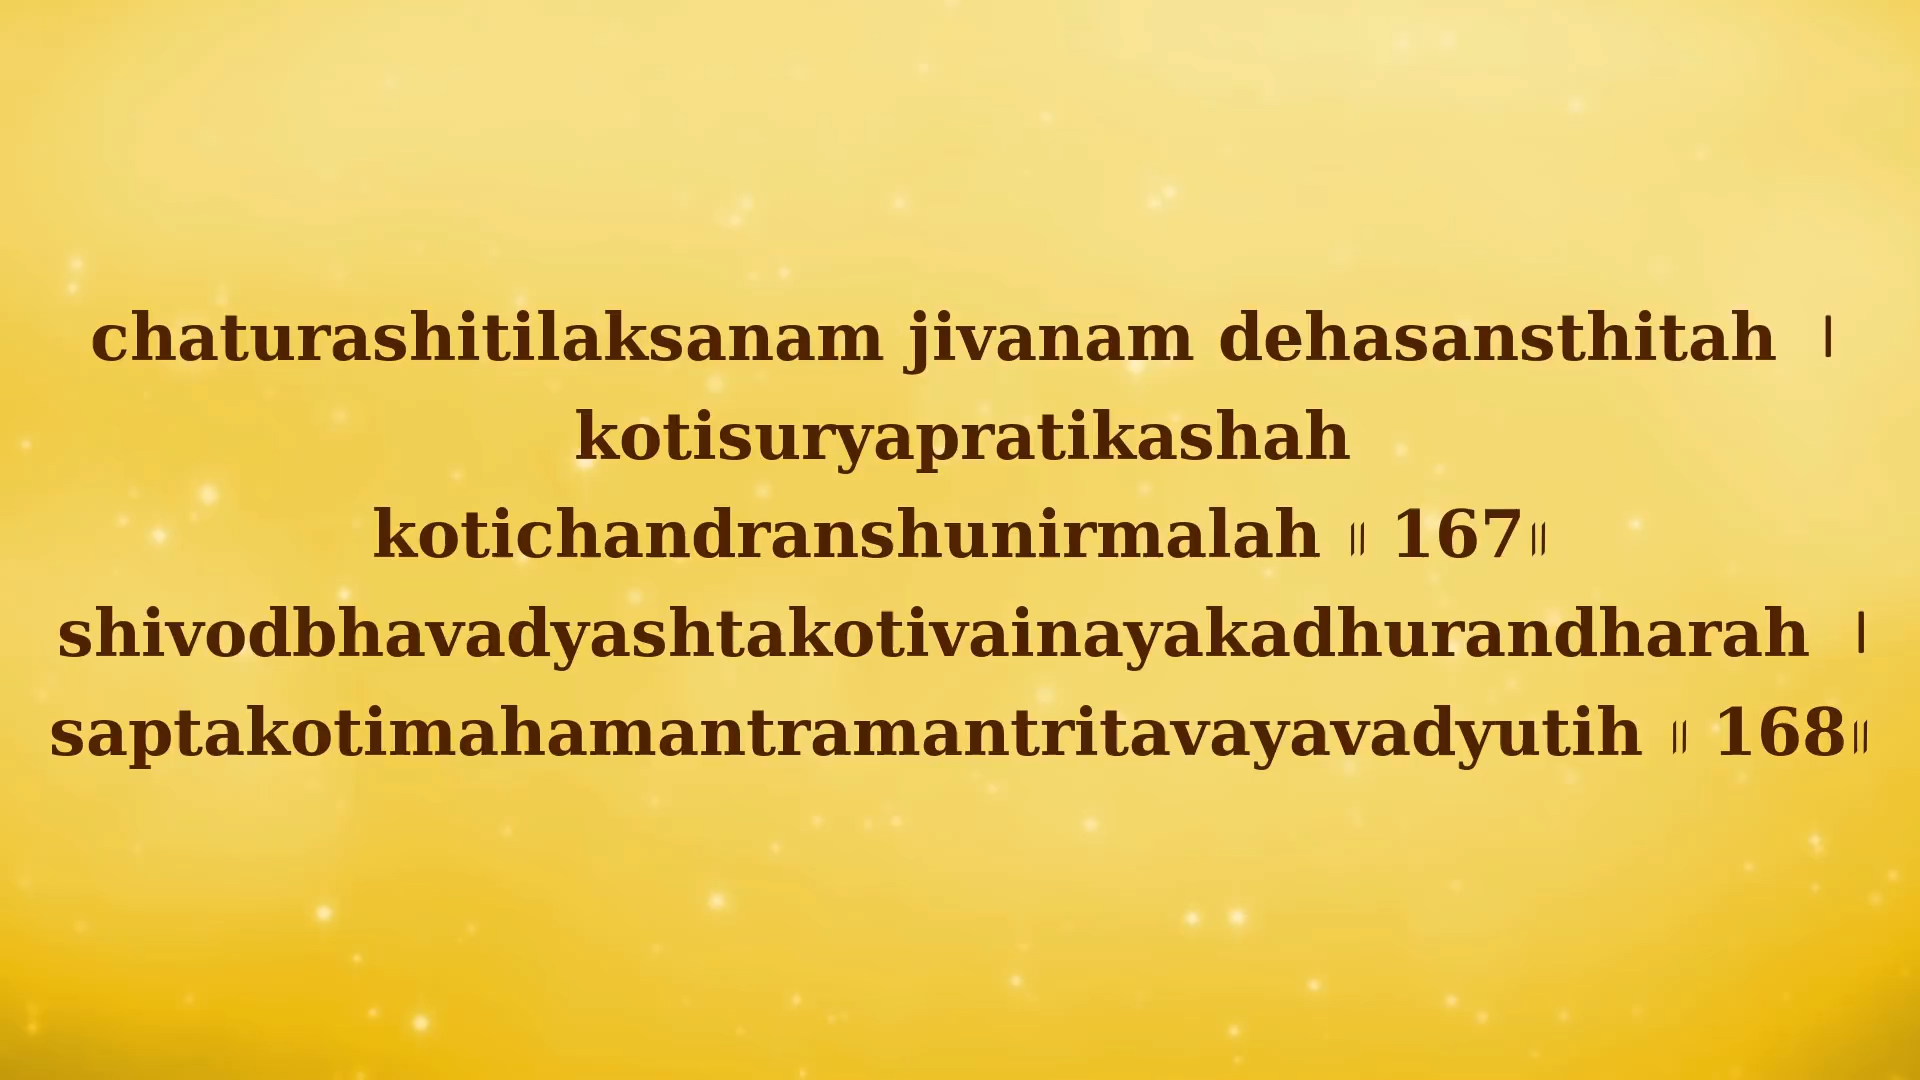 chaturashitilaksanam jivanam dehasansthitah ।
kotisuryapratikashah
kotichandranshunirmalah ॥ 167॥
shivodbhavadyashtakotivainayakadhurandharah ।
saptakotimahamantramantritavayavadyutih ॥ 168॥